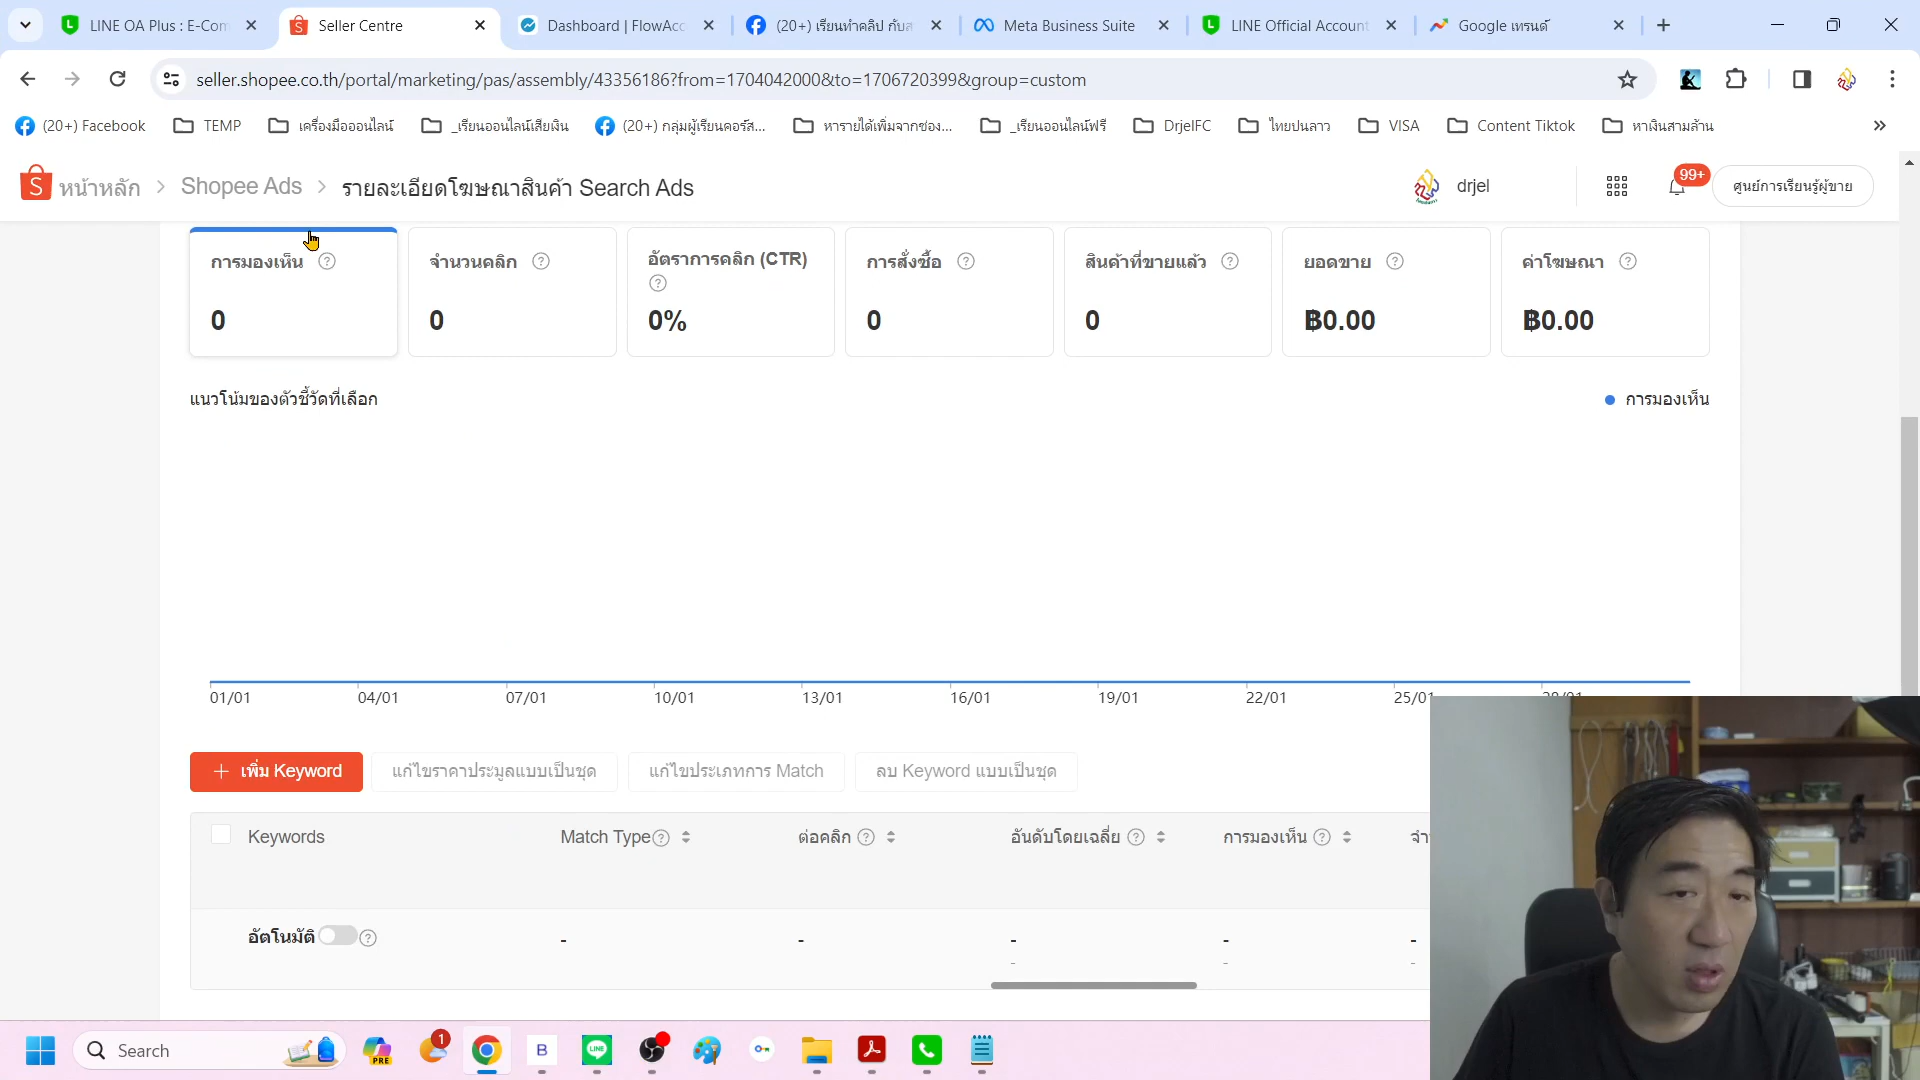 LINE OA Plus : E-Com
Seller Centre
Dashboard | FlowAcc
(20+) เรียนทำคลิป กับส
Meta Business Suite
LINE Official Account
Google เทรนด์
seller.shopee.co.th/portal/marketing/pas/assembly/43356186?from=1704042000&to=1706720399&group=custom
(20+) Facebook
TEMP
เครื่องมือออนไลน์
_เรียนออนไลน์เสียเงิน
(20+) กลุ่มผู้เรียนคอร์ส...
หารายได้เพิ่มจากช่อง...
_เรียนออนไลน์ฟรี
DrjelFC
ไทยปนลาว
VISA
Content Tiktok
หาเงินสามล้าน
หน้าหลัก > Shopee Ads > รายละเอียดโฆษณาสินค้า Search Ads
drjel
99+
ศูนย์การเรียนรู้ผู้ขาย
การมองเห็น
0
จำนวนคลิก
0
อัตราการคลิก (CTR)
0%
การสั่งซื้อ
0
สินค้าที่ขายแล้ว
0
ยอดขาย
฿0.00
ค่าโฆษณา
฿0.00
แนวโน้มของตัวชี้วัดที่เลือก
การมองเห็น
01/01 04/01 07/01 10/01 13/01 16/01 19/01 22/01 25/01
+ เพิ่ม Keyword
แก้ไขราคาประมูลแบบเป็นชุด
แก้ไขประเภทการ Match
ลบ Keyword แบบเป็นชุด
Keywords Match Type ต่อคลิก อันดับโดยเฉลี่ย การมองเห็น
อัตโนมัติ - - - - -
- - -
Search
PRE
1
B
LINE